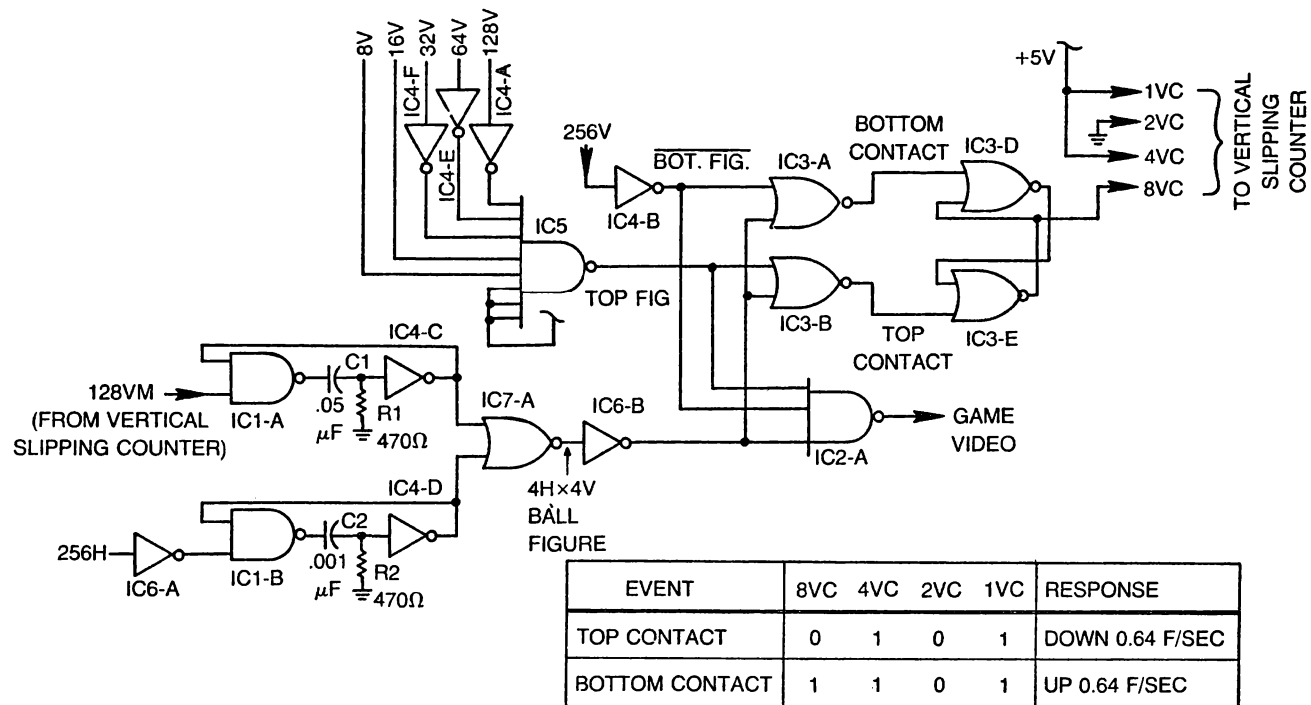 8V
16V
32V
64V
128V
IC4-F
IC4-E
IC4-A
+5V
1VC
2VC
4VC
8VC
TO VERTICAL
SLIPPING
COUNTER
256V
BOT. FIG.
IC4-B
IC3-A
BOTTOM
CONTACT
IC3-D
IC5
TOP FIG
IC3-B
TOP
CONTACT
IC3-E
IC4-C
128VM
(FROM VERTICAL
SLIPPING COUNTER)
IC1-A
C1
.05
µF
R1
470Ω
IC7-A
IC6-B
4H×4V
BALL
FIGURE
IC2-A
GAME
VIDEO
IC4-D
256H
IC6-A
IC1-B
C2
.001
µF
R2
470Ω
EVENT 8VC 4VC 2VC 1VC RESPONSE
TOP CONTACT 0 1 0 1 DOWN 0.64 F/SEC
BOTTOM CONTACT 1 1 0 1 UP 0.64 F/SEC